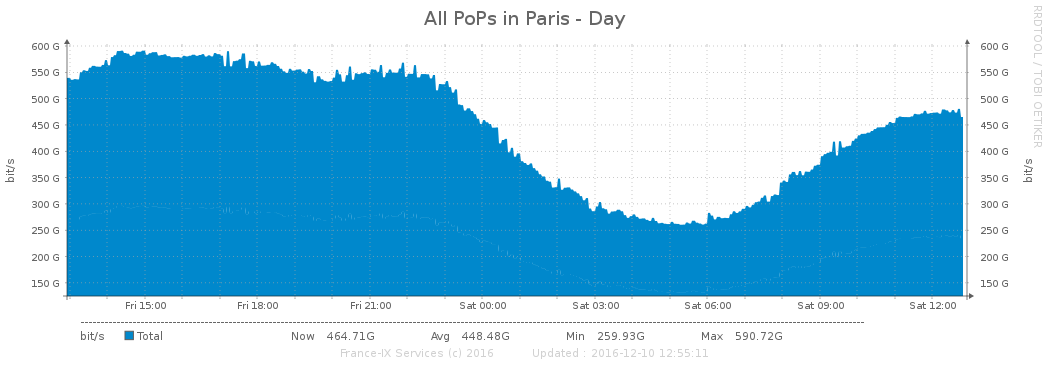 All PoPs in Paris - Day
RRDTOOL / TOBI OETIKER
bit/s
600 G 600 G
550 G 550 G
500 G 500 G
450 G 450 G
400 G 400 G
350 G 350 G
300 G 300 G
250 G 250 G
200 G 200 G
150 G 150 G
bit/s
Fri 15:00 Fri 18:00 Fri 21:00 Sat 00:00 Sat 03:00 Sat 06:00 Sat 09:00 Sat 12:00
bit/s Total Now 464.71G Avg 448.48G Min 259.93G Max 590.72G
France-IX Services (c) 2016 Updated : 2016-12-10 12:55:11